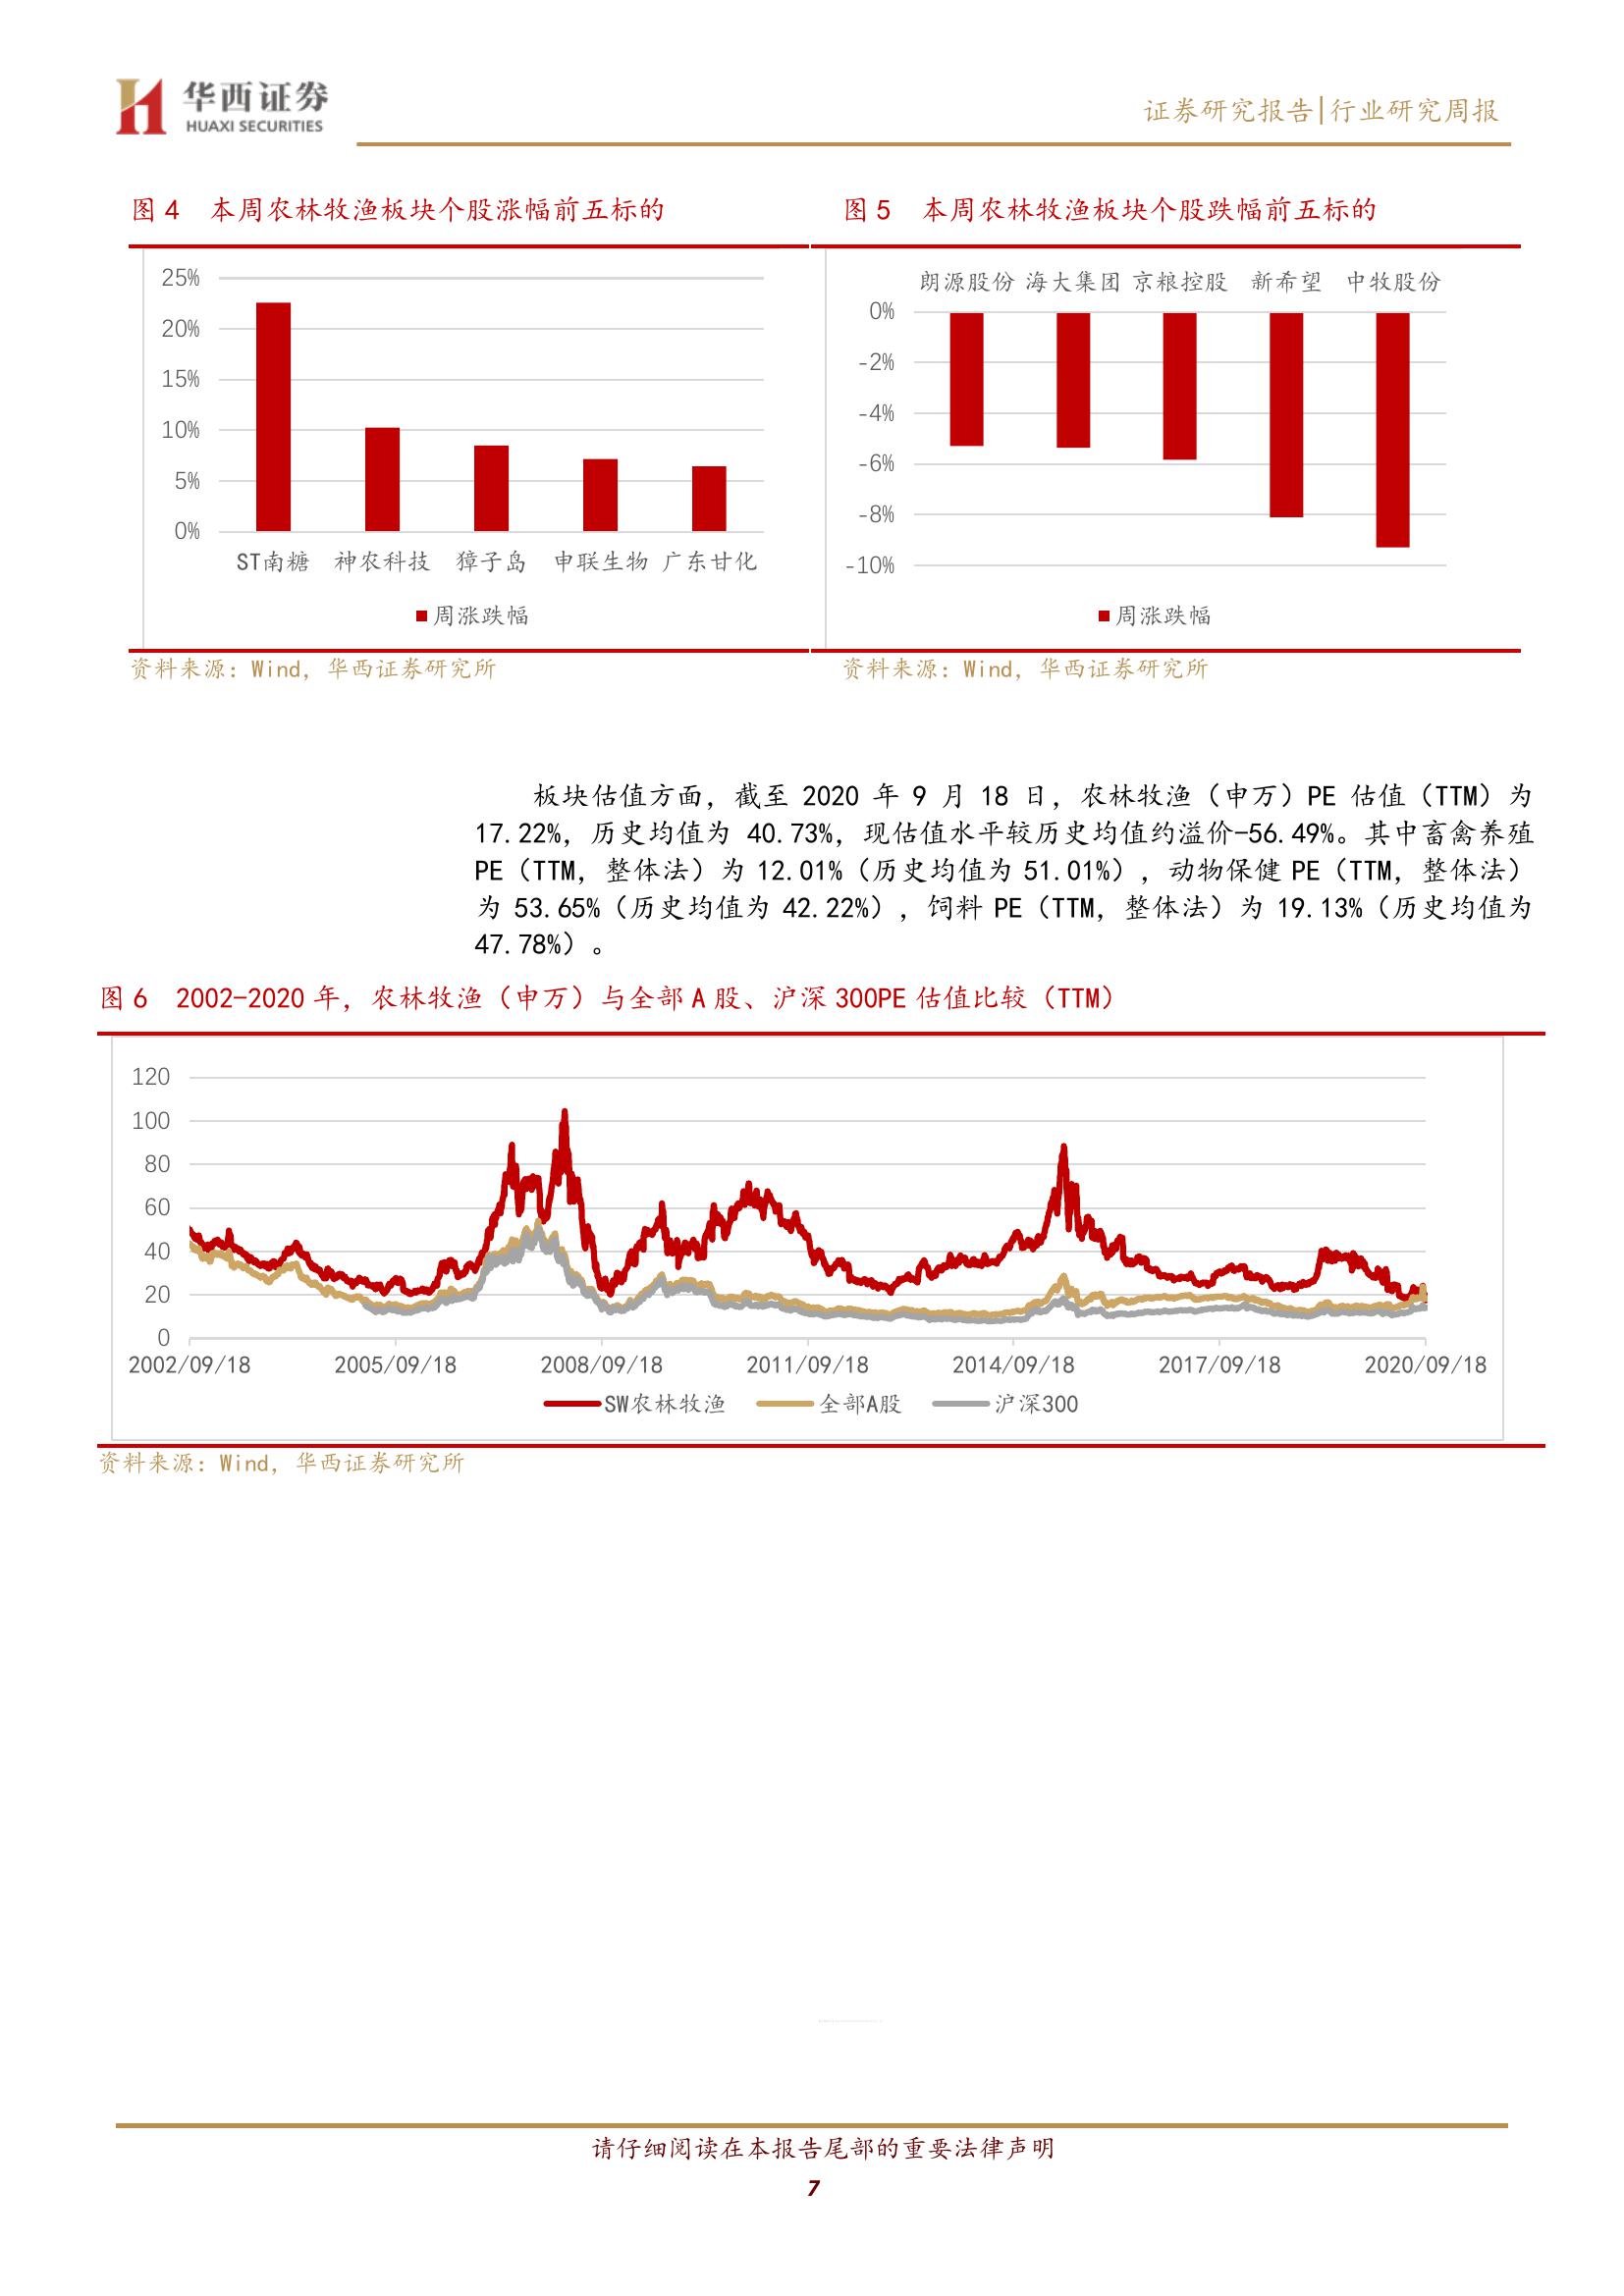 华西证券
HUAXI SECURITIES
证券研究报告|行业研究周报
图 4 本周农林牧渔板块个股涨幅前五标的
25%
20%
15%
10%
5%
0%
ST南糖 神农科技 獐子岛 申联生物 广东甘化
周涨跌幅
资料来源：Wind，华西证券研究所
图 5 本周农林牧渔板块个股跌幅前五标的
朗源股份 海大集团 京粮控股 新希望 中牧股份
0%
-2%
-4%
-6%
-8%
-10%
周涨跌幅
资料来源：Wind，华西证券研究所
板块估值方面，截至 2020 年 9 月 18 日，农林牧渔（申万）PE 估值（TTM）为
17.22%，历史均值为 40.73%，现估值水平较历史均值约溢价-56.49%。其中畜禽养殖
PE（TTM，整体法）为 12.01%（历史均值为 51.01%），动物保健 PE（TTM，整体法）
为 53.65%（历史均值为 42.22%），饲料 PE（TTM，整体法）为 19.13%（历史均值为
47.78%）。
图 6 2002-2020 年，农林牧渔（申万）与全部 A 股、沪深 300PE 估值比较（TTM）
120
100
80
60
40
20
0
2002/09/18 2005/09/18 2008/09/18 2011/09/18 2014/09/18 2017/09/18 2020/09/18
SW农林牧渔 全部A股 沪深300
资料来源：Wind，华西证券研究所
请仔细阅读在本报告尾部的重要法律声明
7